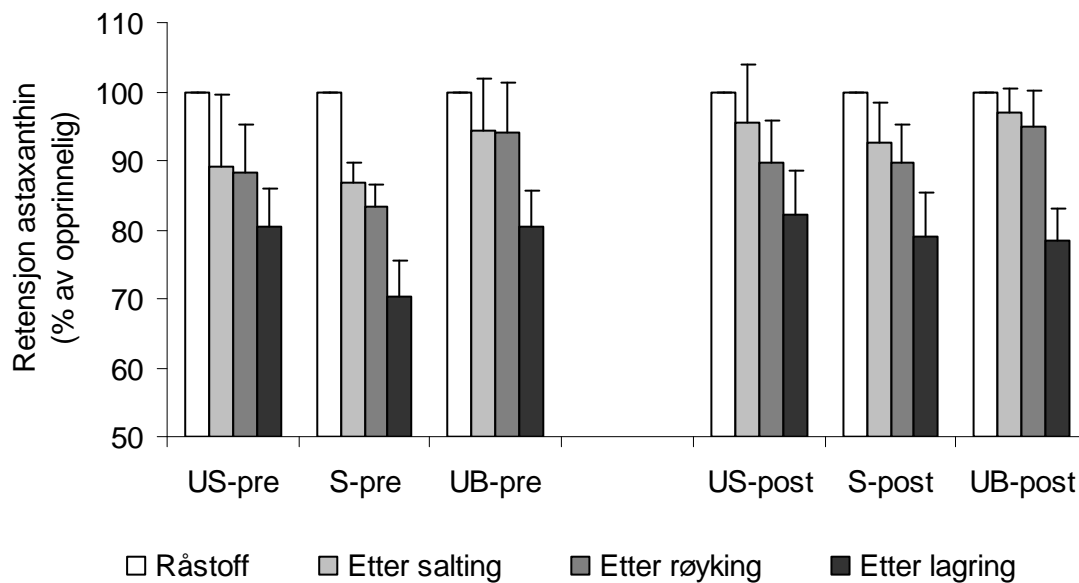 Retensjon astaxanthin
(% av opprinnelig)
110
100
90
80
70
60
50
US-pre S-pre UB-pre US-post S-post UB-post
Råstoff Etter salting Etter røyking Etter lagring